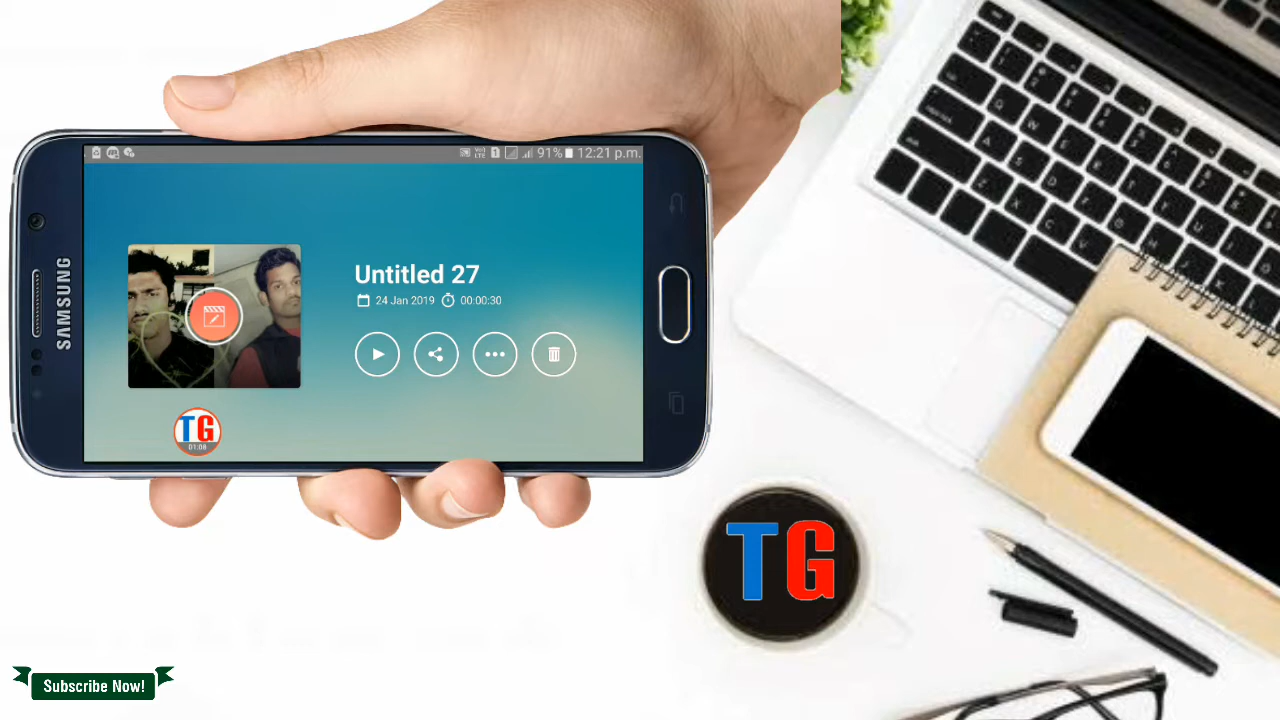 91% 12:21 p.m.
SAMSUNG
Untitled 27
24 Jan 2019 00:00:30
TG
01:08
TG
Subscribe Now!